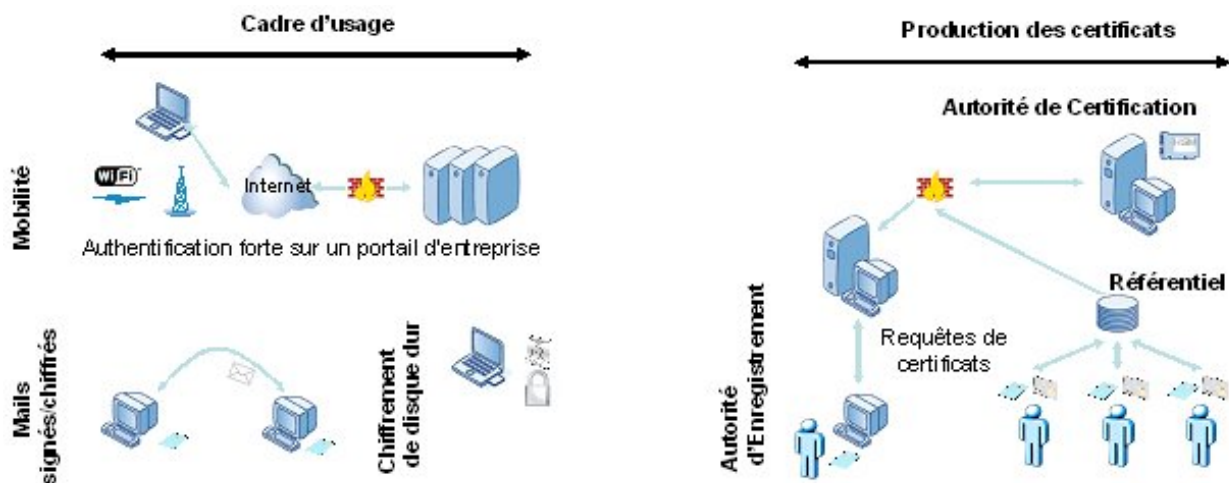 Cadre d'usage
Mobilité
WiFi
Internet
Authentification forte sur un portail d'entreprise
Mails
signés/chiffrés
Chiffrement
de disque dur
Production des certificats
Autorité de Certification
Référentiel
Requêtes de
certificats
Autorité
d'Enregistrement